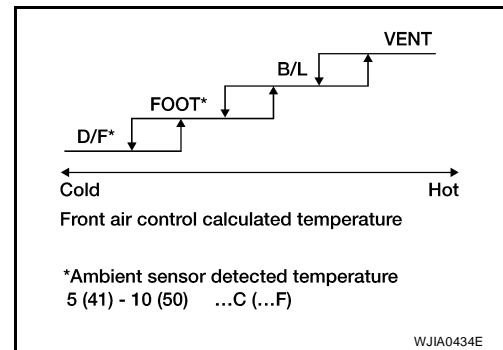 VENT
B/L
FOOT*
D/F*
Cold Hot
Front air control calculated temperature
*Ambient sensor detected temperature
5 (41) - 10 (50) ...C (...F)
WJIA0434E